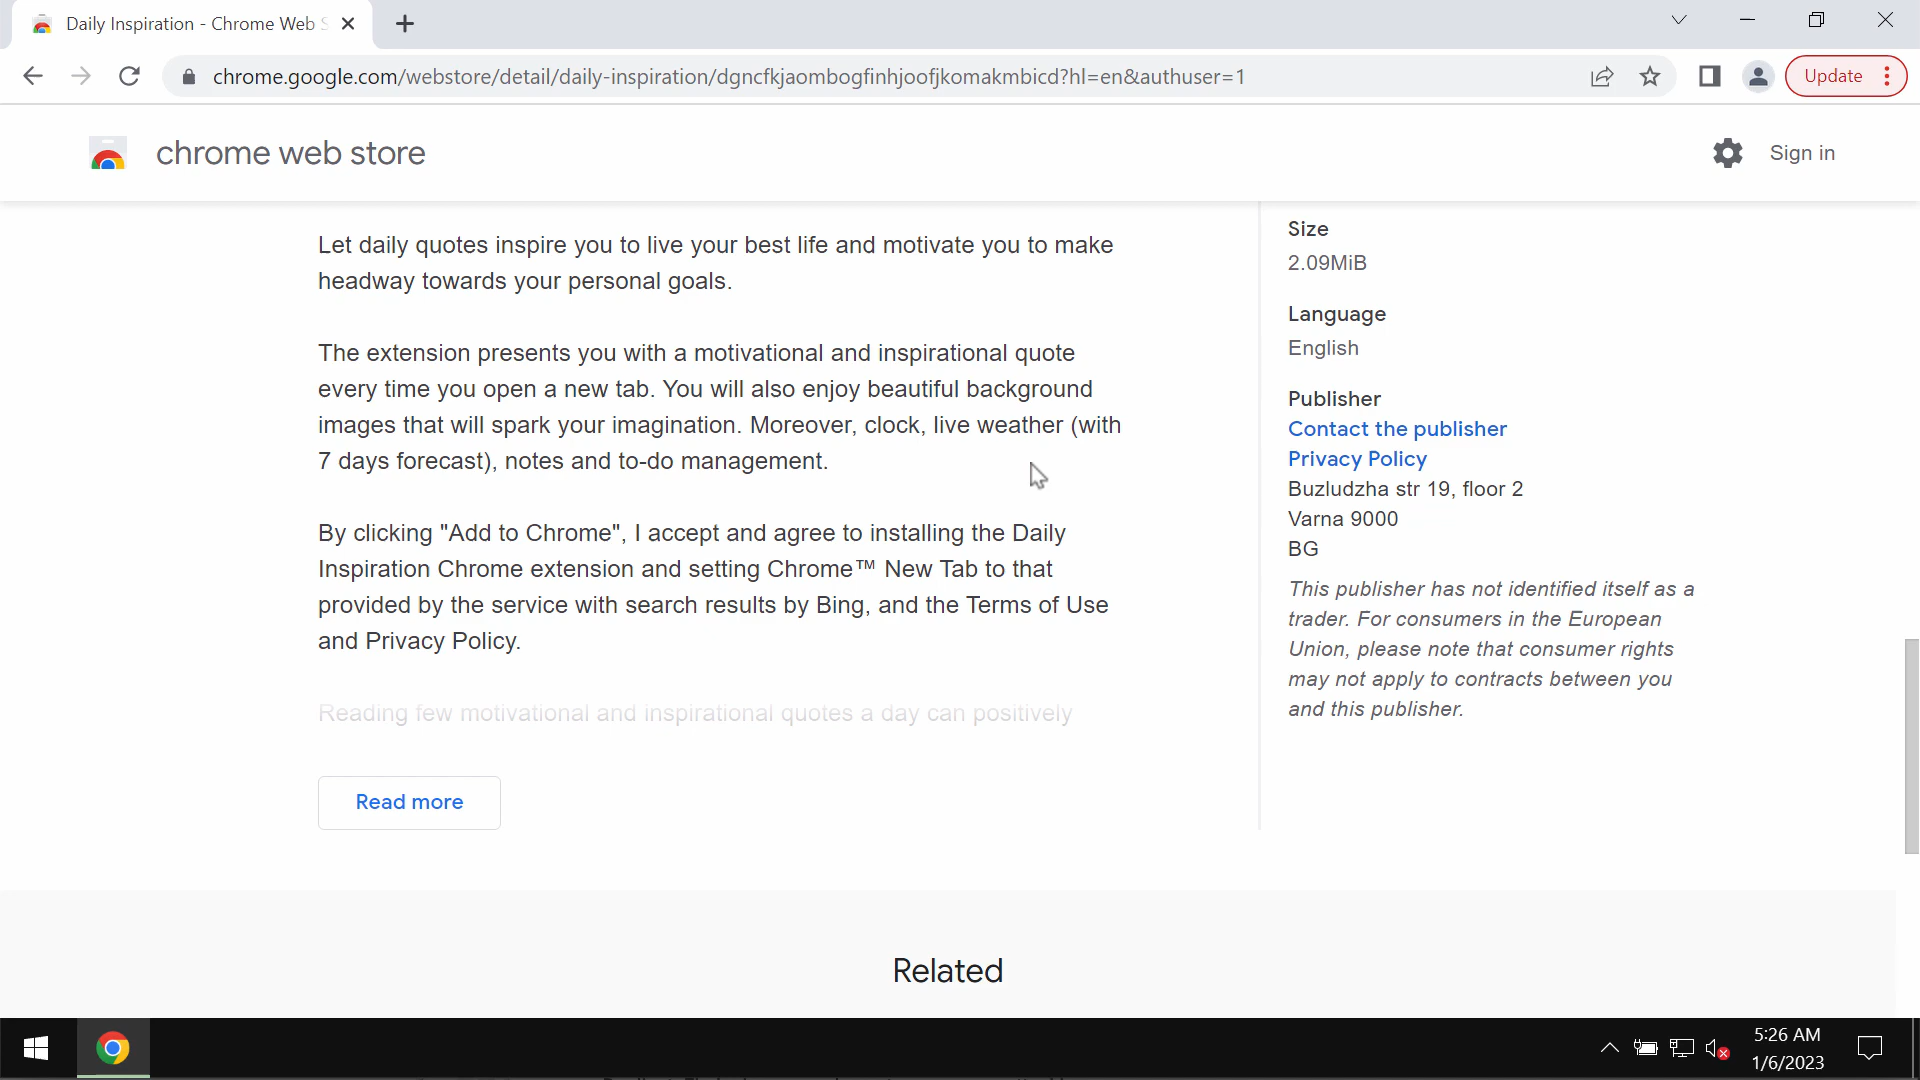 Daily Inspiration - Chrome Web S
chrome.google.com/webstore/detail/daily-inspiration/dgncfkjaombogfinhjoofjkomakmbicd?hl=en&authuser=1
Update
chrome web store
Sign in
Let daily quotes inspire you to live your best life and motivate you to make
headway towards your personal goals.
The extension presents you with a motivational and inspirational quote
every time you open a new tab. You will also enjoy beautiful background
images that will spark your imagination. Moreover, clock, live weather (with
7 days forecast), notes and to-do management.
By clicking "Add to Chrome", I accept and agree to installing the Daily
Inspiration Chrome extension and setting Chrome™ New Tab to that
provided by the service with search results by Bing, and the Terms of Use
and Privacy Policy.
Reading few motivational and inspirational quotes a day can positively
Read more
Size
2.09MiB
Language
English
Publisher
Contact the publisher
Privacy Policy
Buzludzha str 19, floor 2
Varna 9000
BG
This publisher has not identified itself as a
trader. For consumers in the European
Union, please note that consumer rights
may not apply to contracts between you
and this publisher.
Related
5:26 AM
1/6/2023